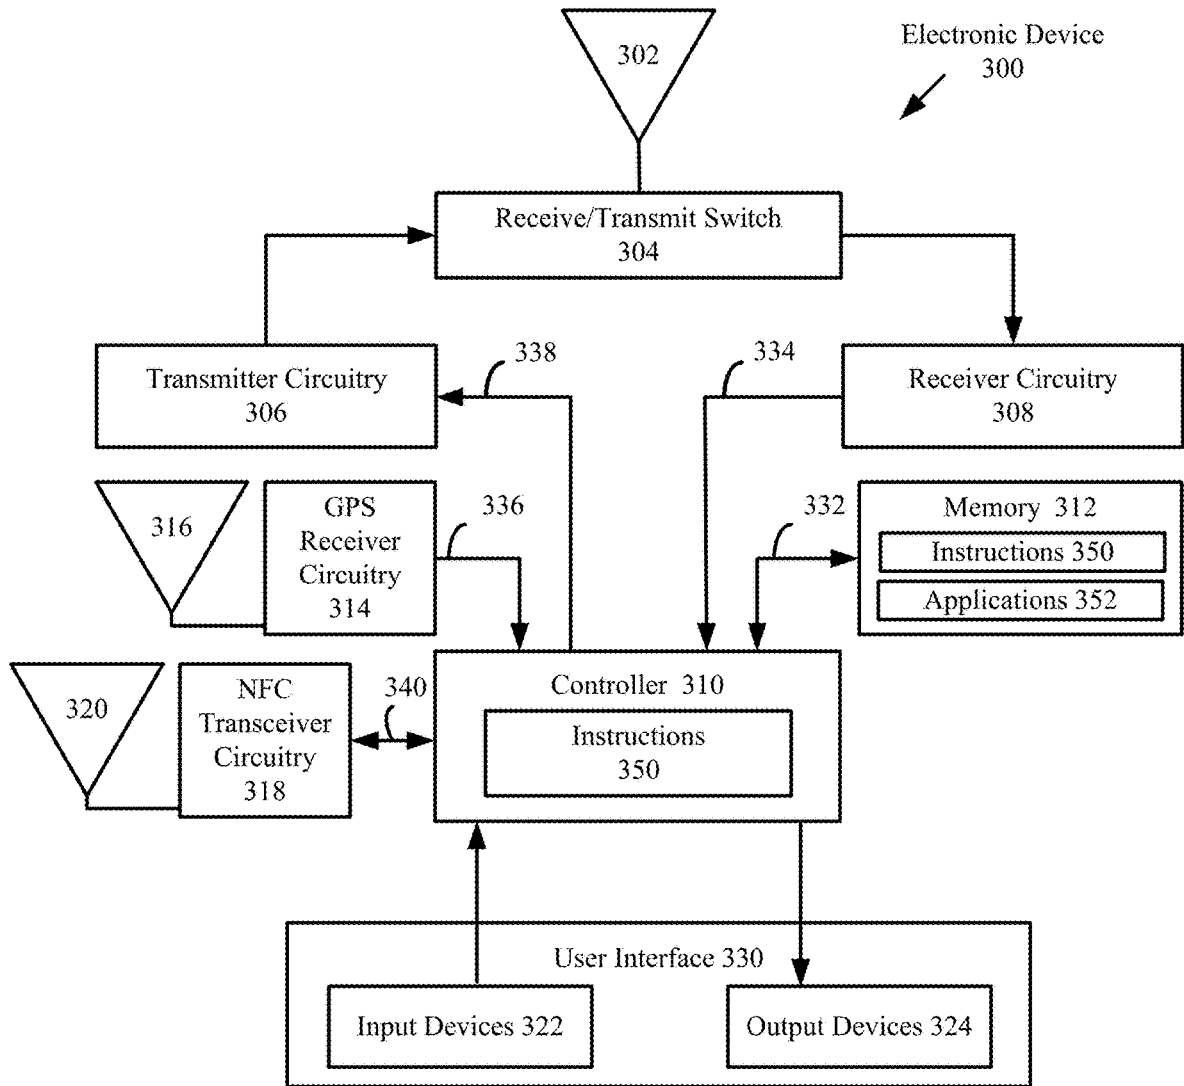 302
Electronic Device
300
Receive/Transmit Switch
304
338
334
Transmitter Circuitry
306
Receiver Circuitry
308
316
GPS
Receiver
Circuitry
314
336
332
Memory 312
Instructions 350
Applications 352
320
NFC
Transceiver
Circuitry
318
340
Controller 310
Instructions
350
User Interface 330
Input Devices 322
Output Devices 324